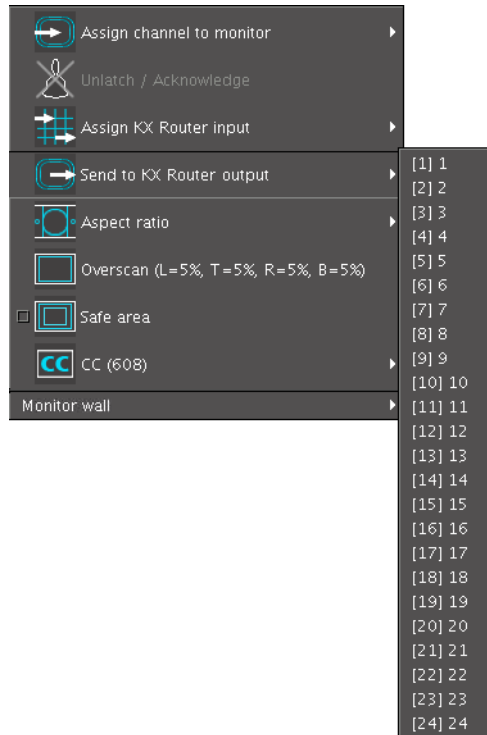 Assign channel to monitor
Unlatch / Acknowledge
Assign KX Router input
Send to KX Router output
Aspect ratio
Overscan (L=5%, T=5%, R=5%, B=5%)
Safe area
CC CC (608)
Monitor wall
[1] 1
[2] 2
[3] 3
[4] 4
[5] 5
[6] 6
[7] 7
[8] 8
[9] 9
[10] 10
[11] 11
[12] 12
[13] 13
[14] 14
[15] 15
[16] 16
[17] 17
[18] 18
[19] 19
[20] 20
[21] 21
[22] 22
[23] 23
[24] 24